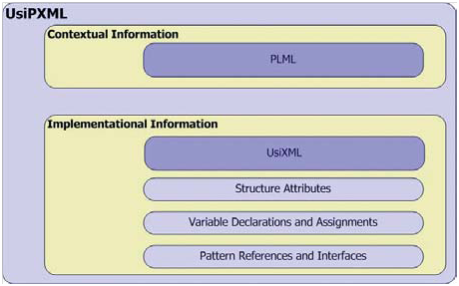 UsiPXML
Contextual Information
PLML
Implementational Information
UsiXML
Structure Attributes
Variable Declarations and Assignments
Pattern References and Interfaces